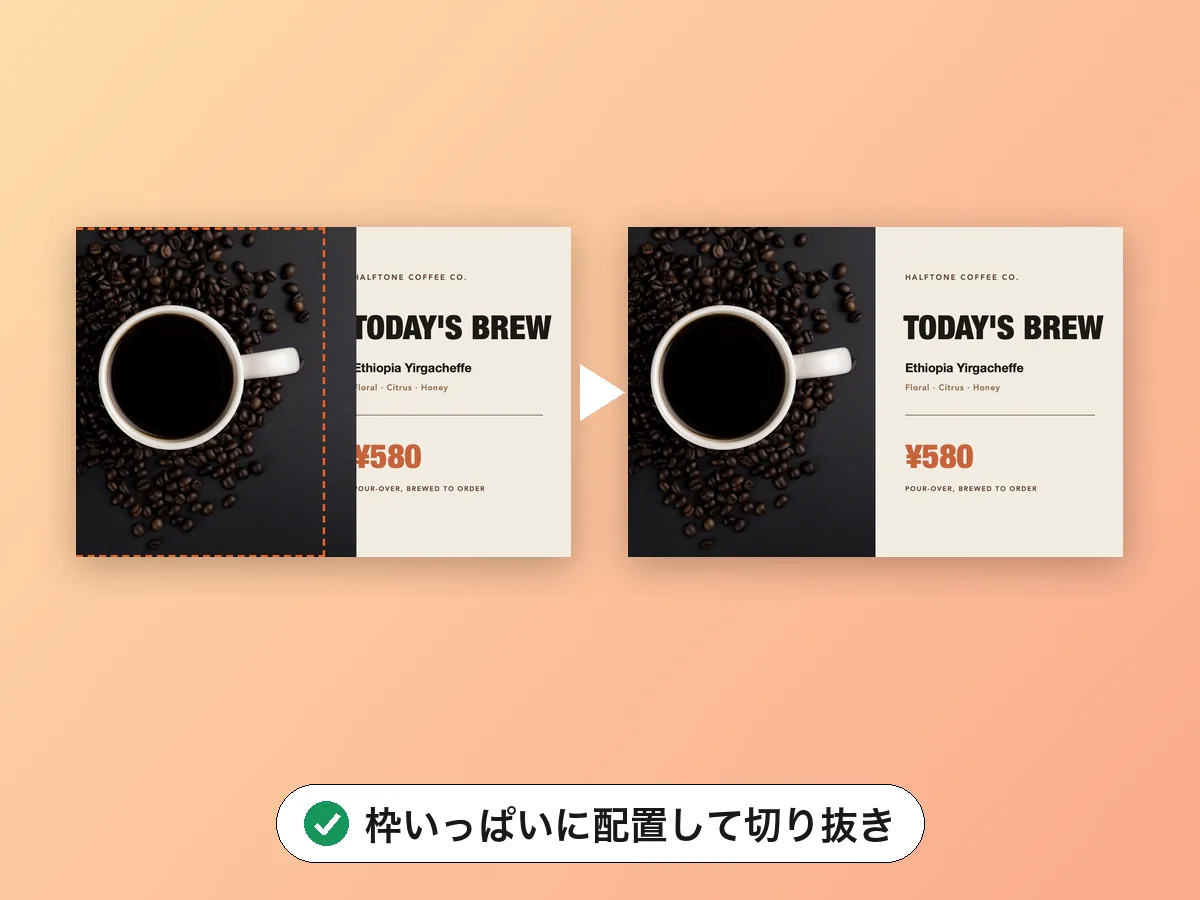 HALFTONE COFFEE CO.
TODAY'S BREW
Ethiopia Yirgacheffe
Floral · Citrus · Honey
¥580
POUR-OVER, BREWED TO ORDER
HALFTONE COFFEE CO.
TODAY'S BREW
Ethiopia Yirgacheffe
Floral · Citrus · Honey
¥580
POUR-OVER, BREWED TO ORDER
枠いっぱいに配置して切り抜き